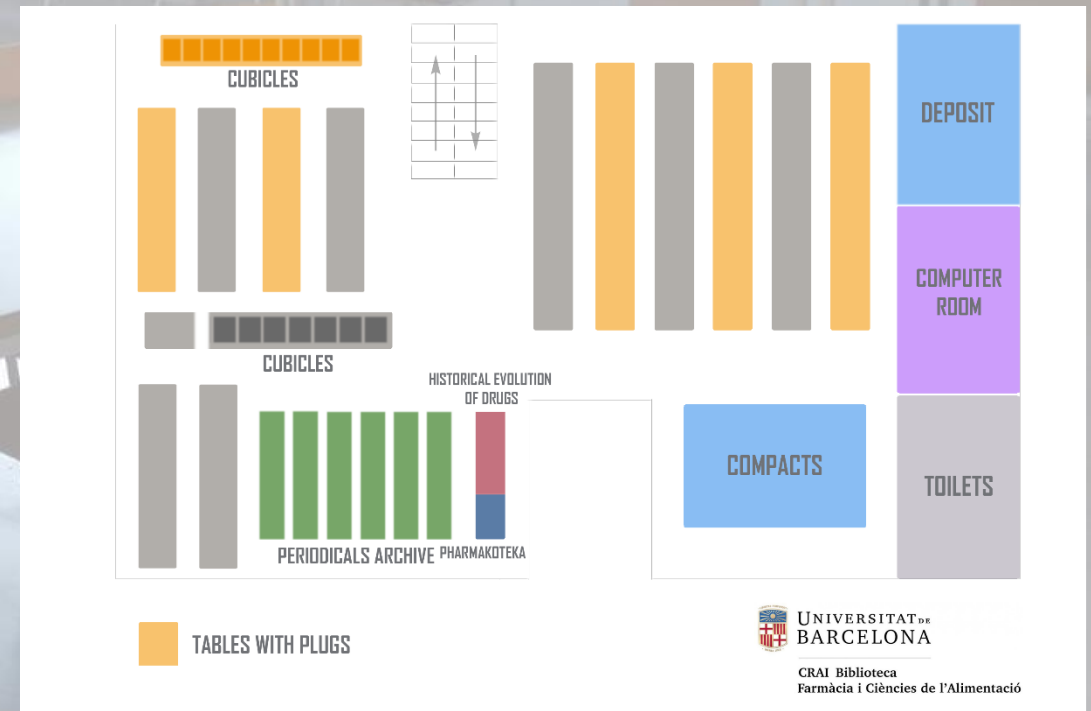 CUBICLES
DEPOSIT
COMPUTER
ROOM
CUBICLES
HISTORICAL EVOLUTION
OF DRUGS
COMPACTS
TOILETS
PERIODICALS ARCHIVE
PHARMAKOTEKA
TABLES WITH PLUGS
UNIVERSITAT DE
BARCELONA
CRAI Biblioteca
Farmàcia i Ciències de l'Alimentació